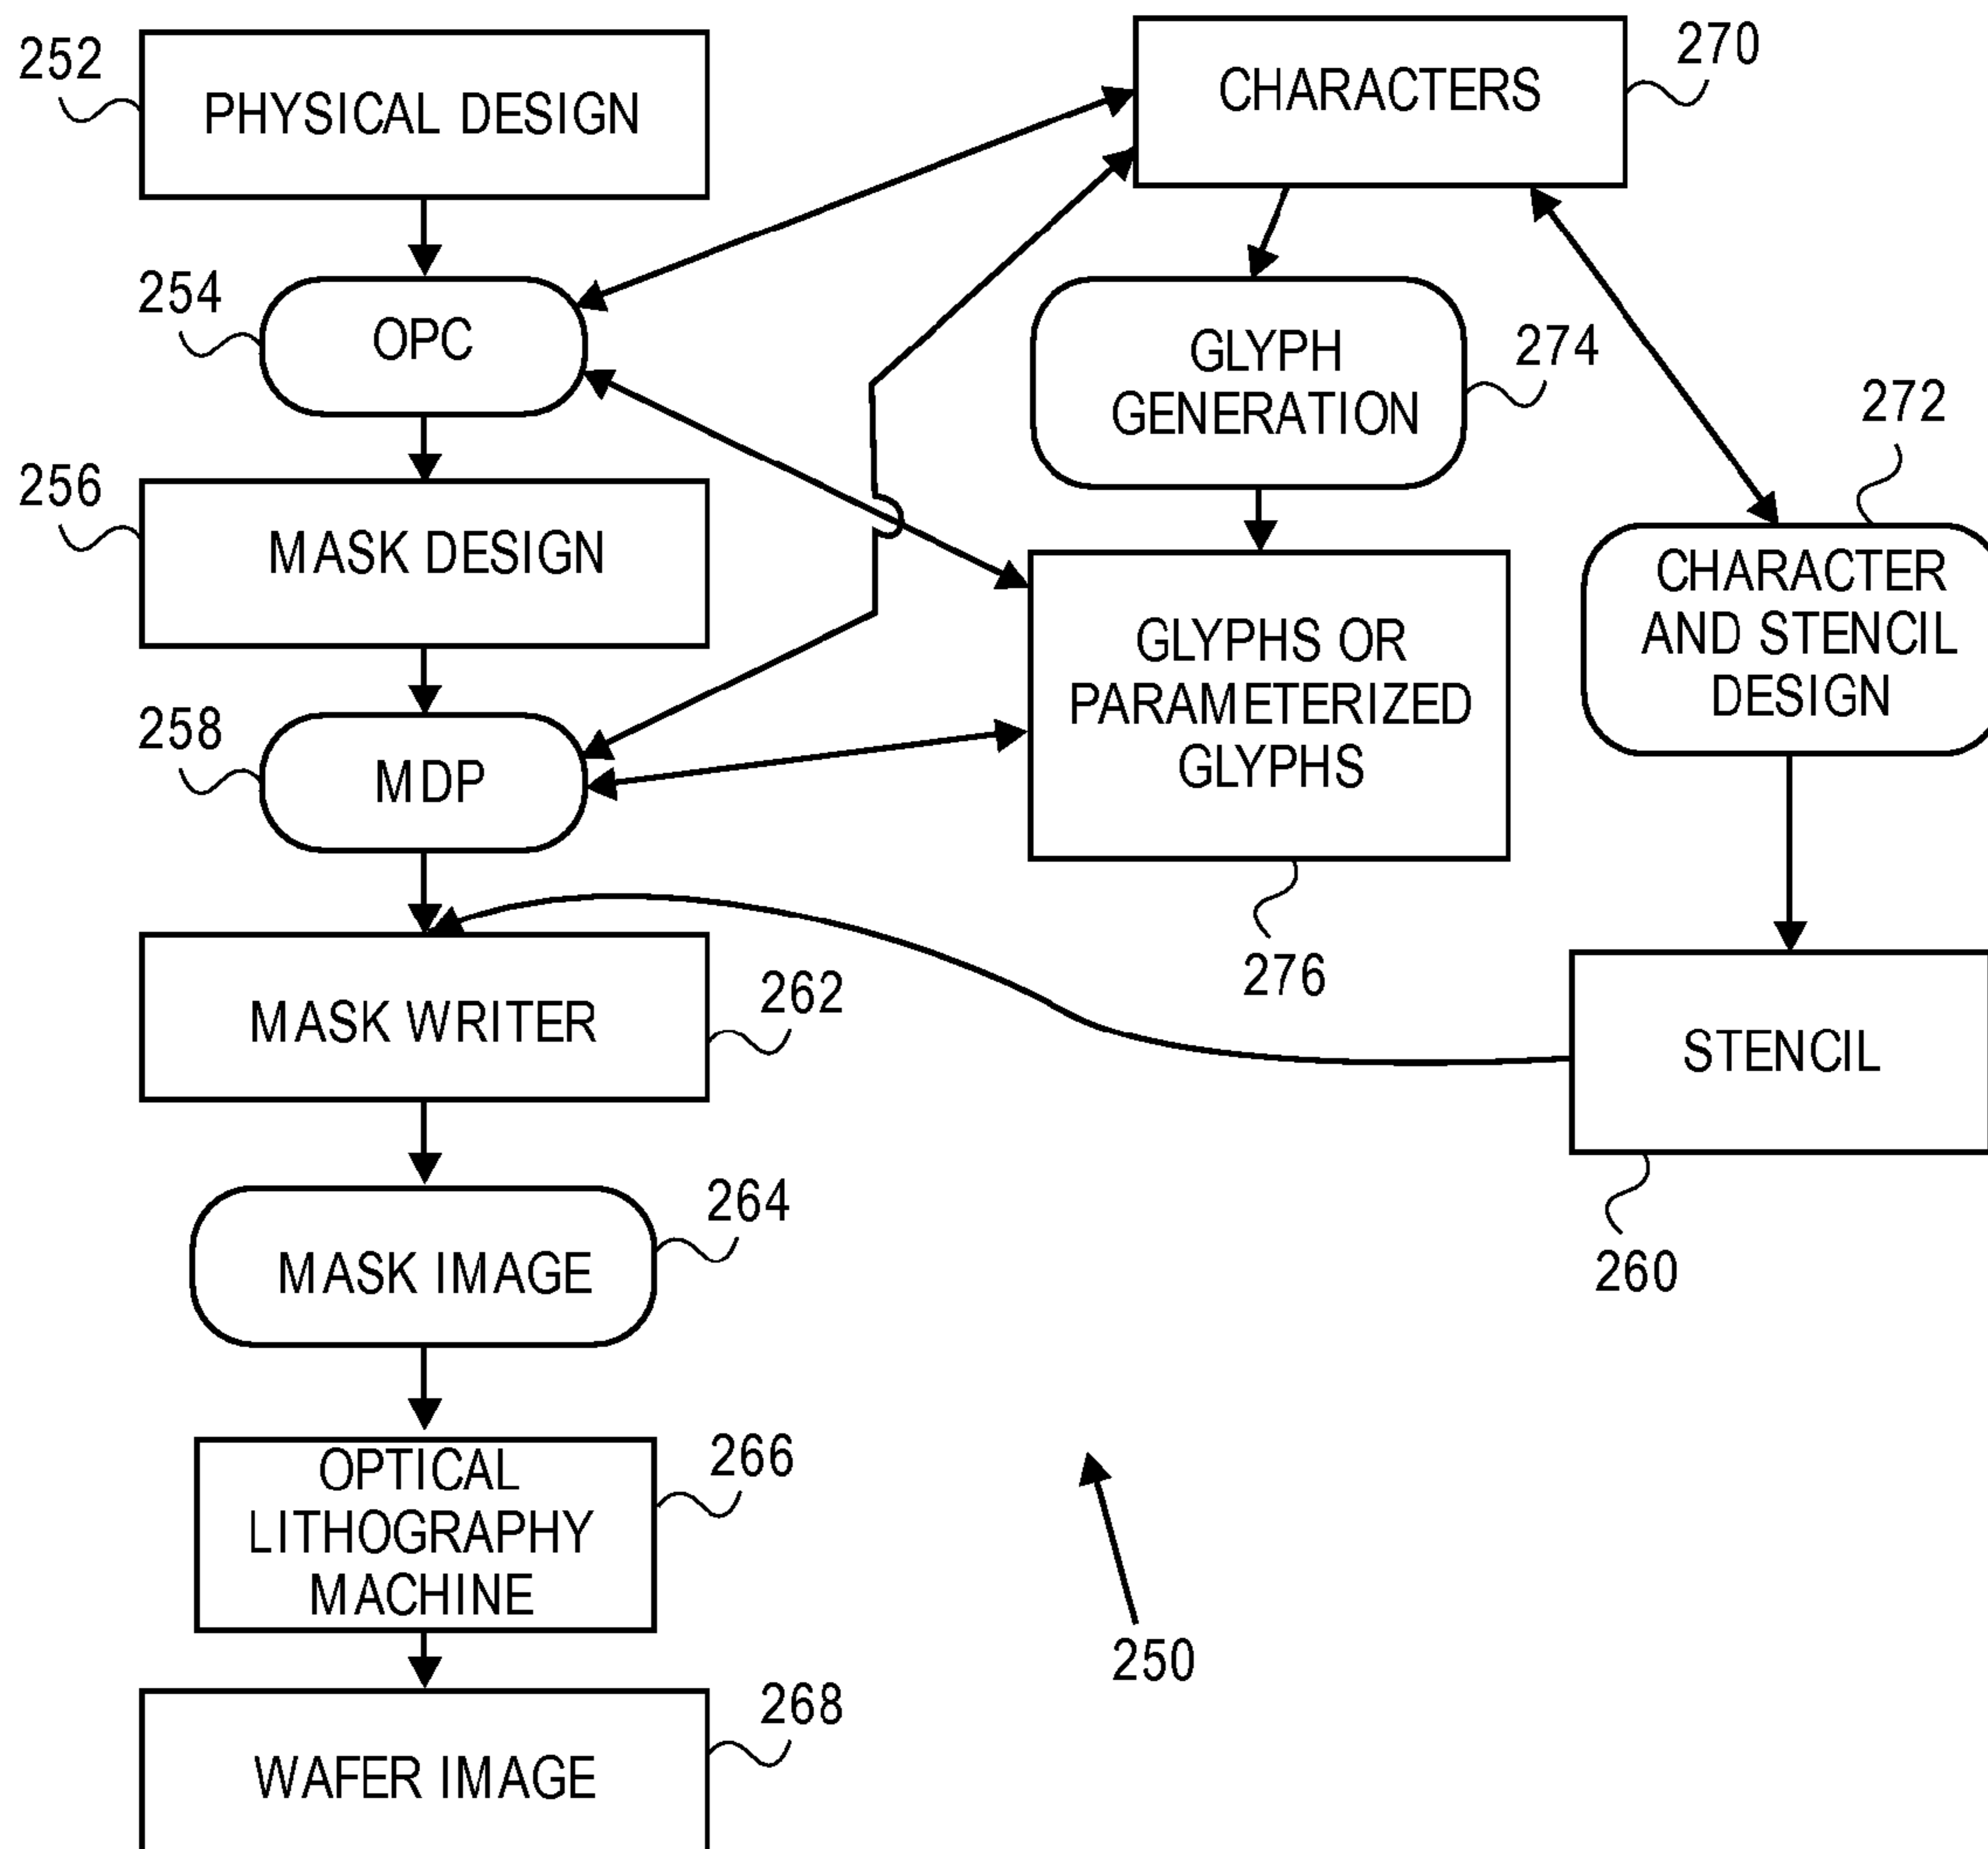 252
PHYSICAL DESIGN
CHARACTERS
270
254
OPC
GLYPH
GENERATION
274
272
256
MASK DESIGN
CHARACTER
AND STENCIL
DESIGN
GLYPHS OR
PARAMETERIZED
GLYPHS
258
MDP
276
MASK WRITER
262
STENCIL
264
MASK IMAGE
260
OPTICAL
LITHOGRAPHY
MACHINE
266
250
268
WAFER IMAGE